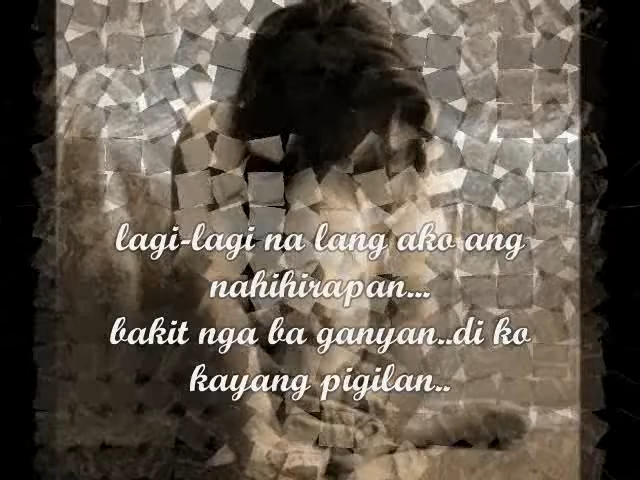 lagi-lagi na lang ako ang
nahihirapan...
bakit nga ba ganyan..di ko
kayang pigilan..